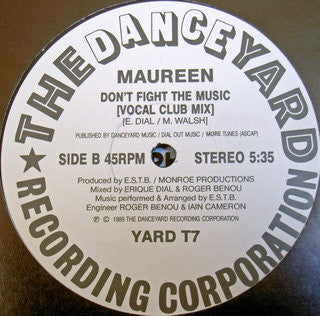 THE DANCEYARD
MAUREEN
DON'T FIGHT THE MUSIC
[VOCAL CLUB MIX]
[E. DIAL / M. WALSH]
PUBLISHED BY DANCEYARD MUSIC / DIAL OUT MUSIC / MORE TUNES (ASCAP)
SIDE B 45RPM STEREO 5:35
Produced by E.S.T.B. / MONROE PRODUCTIONS
Mixed by ERIQUE DIAL & ROGER BENOU
Music performed & Arranged by E.S.T.B.
Engineer ROGER BENOU & IAIN CAMERON
℗ © 1989 THE DANCEYARD RECORDING CORPORATION
YARD T7
★ RECORDING CORPORATION